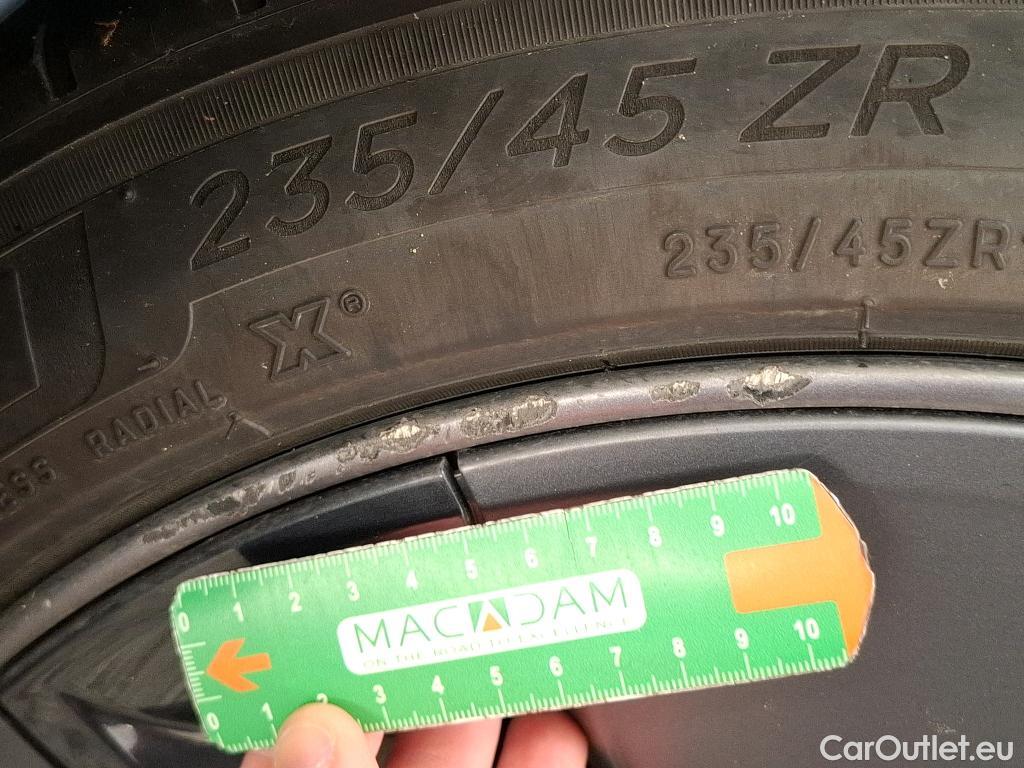 235/45 ZR
235/45ZR
X®
RADIAL
0 1 2 3 4 5 6 7 8 9 10
MACADAM
ON THE ROAD TO EXCELLENCE
0 1 2 3 4 5 6 7 8 9 10
CarOutlet.eu